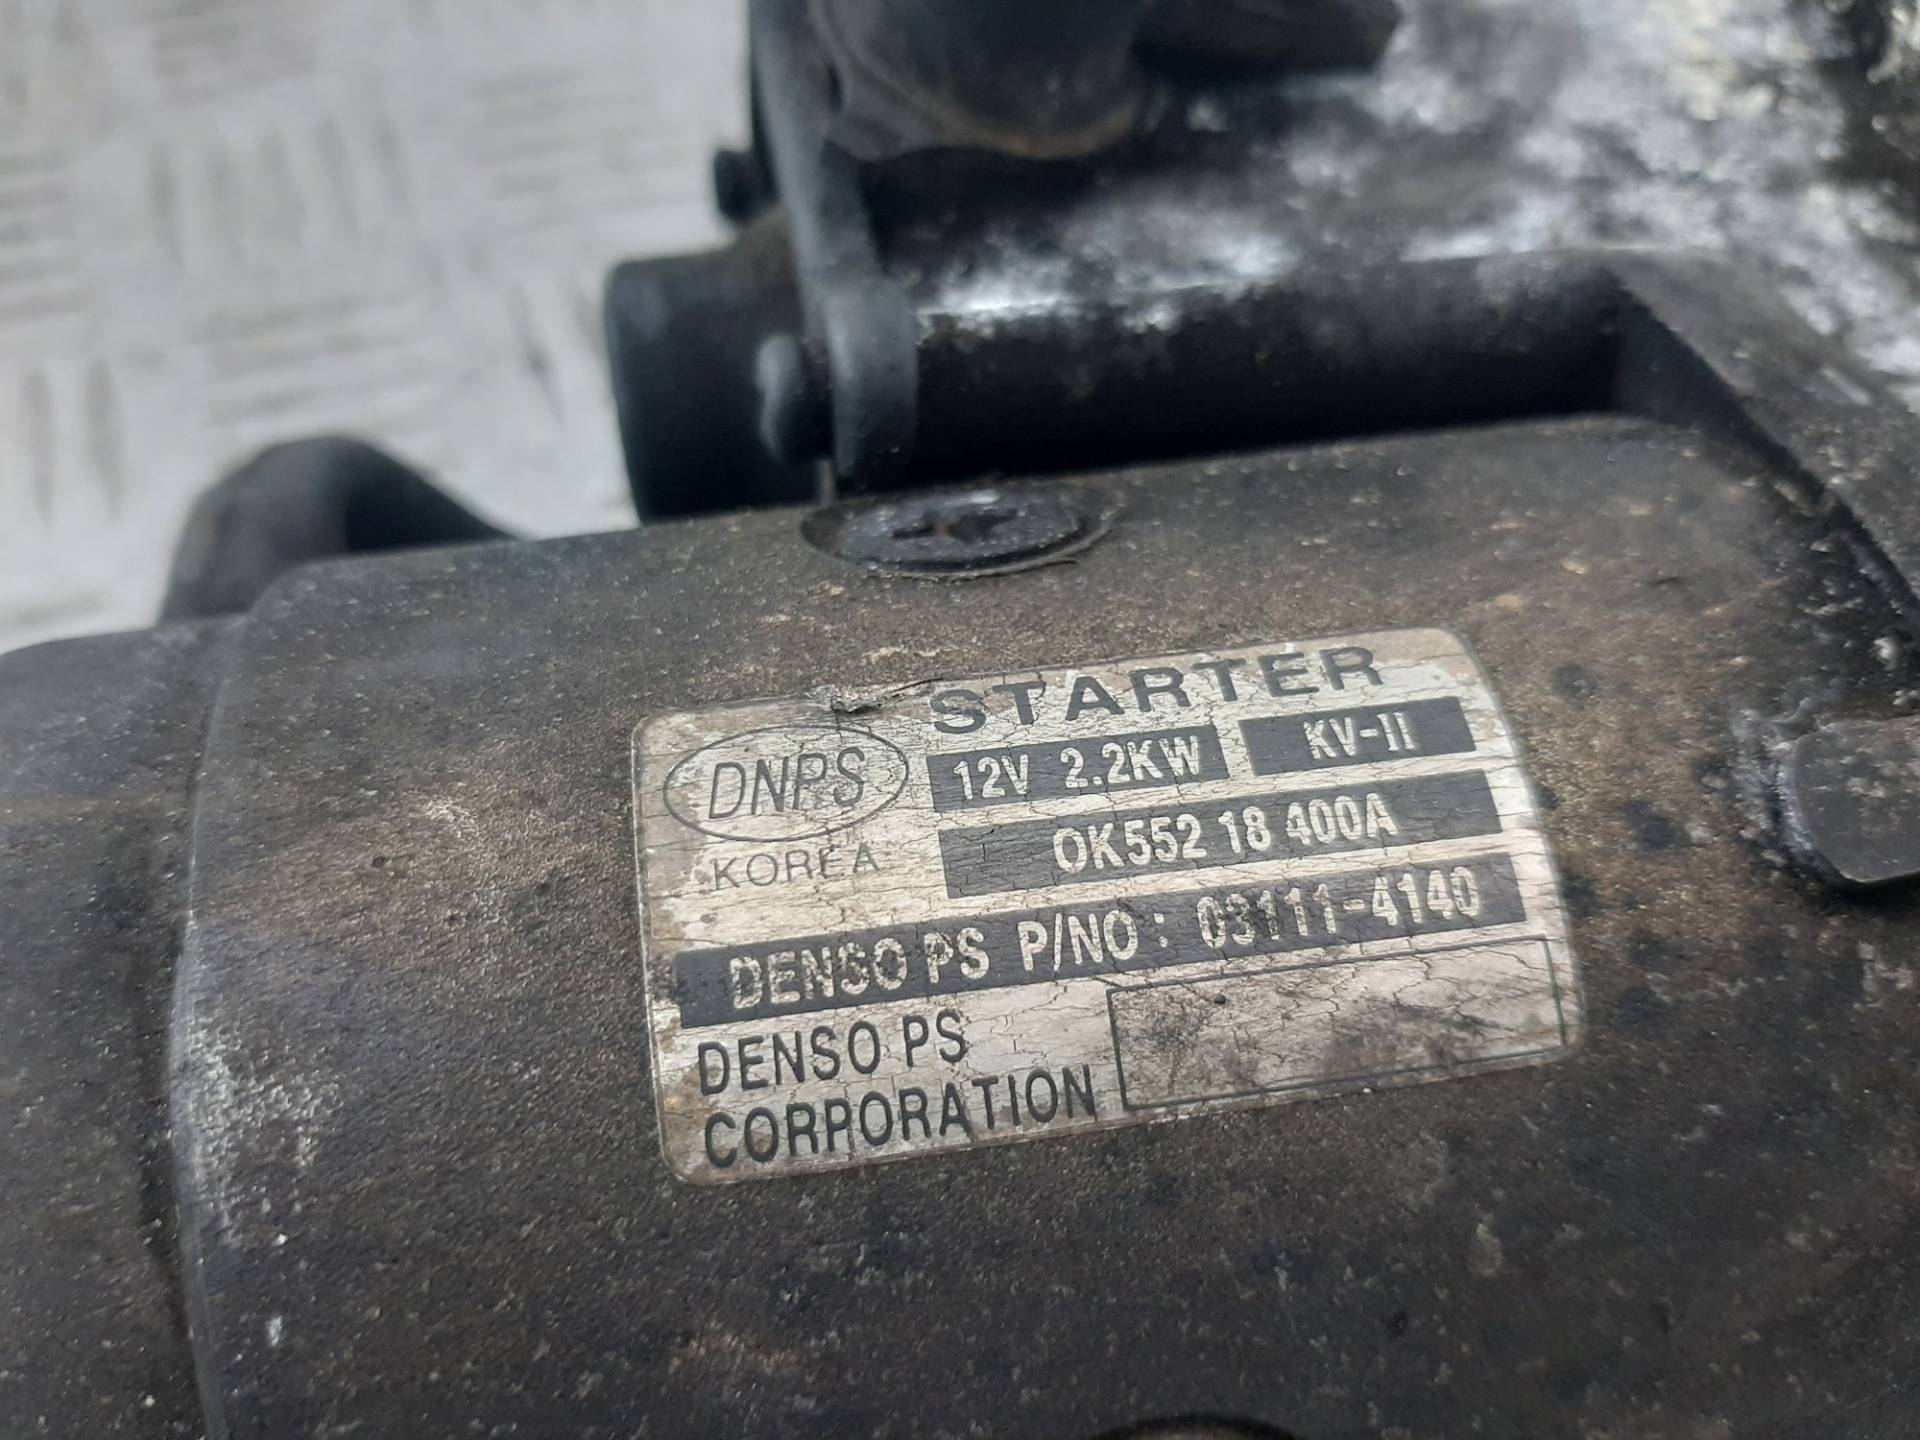 STARTER
DNPS
12V 2.2KW KV-II
KOREA
OK552 18 400A
DENSO PS P/NO: 03111-4140
DENSO PS
CORPORATION